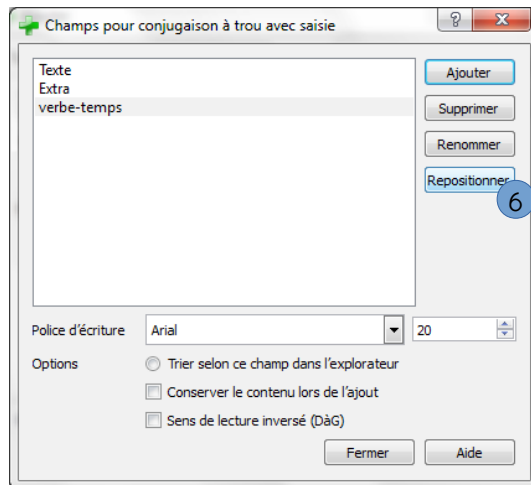 Champs pour conjugaison à trou avec saisie
Texte
Extra
verbe-temps
Ajouter
Supprimer
Renommer
Repositionner
6
Police d'écriture Arial 20
Options Trier selon ce champ dans l'explorateur
Conserver le contenu lors de l'ajout
Sens de lecture inversé (DàG)
Fermer Aide